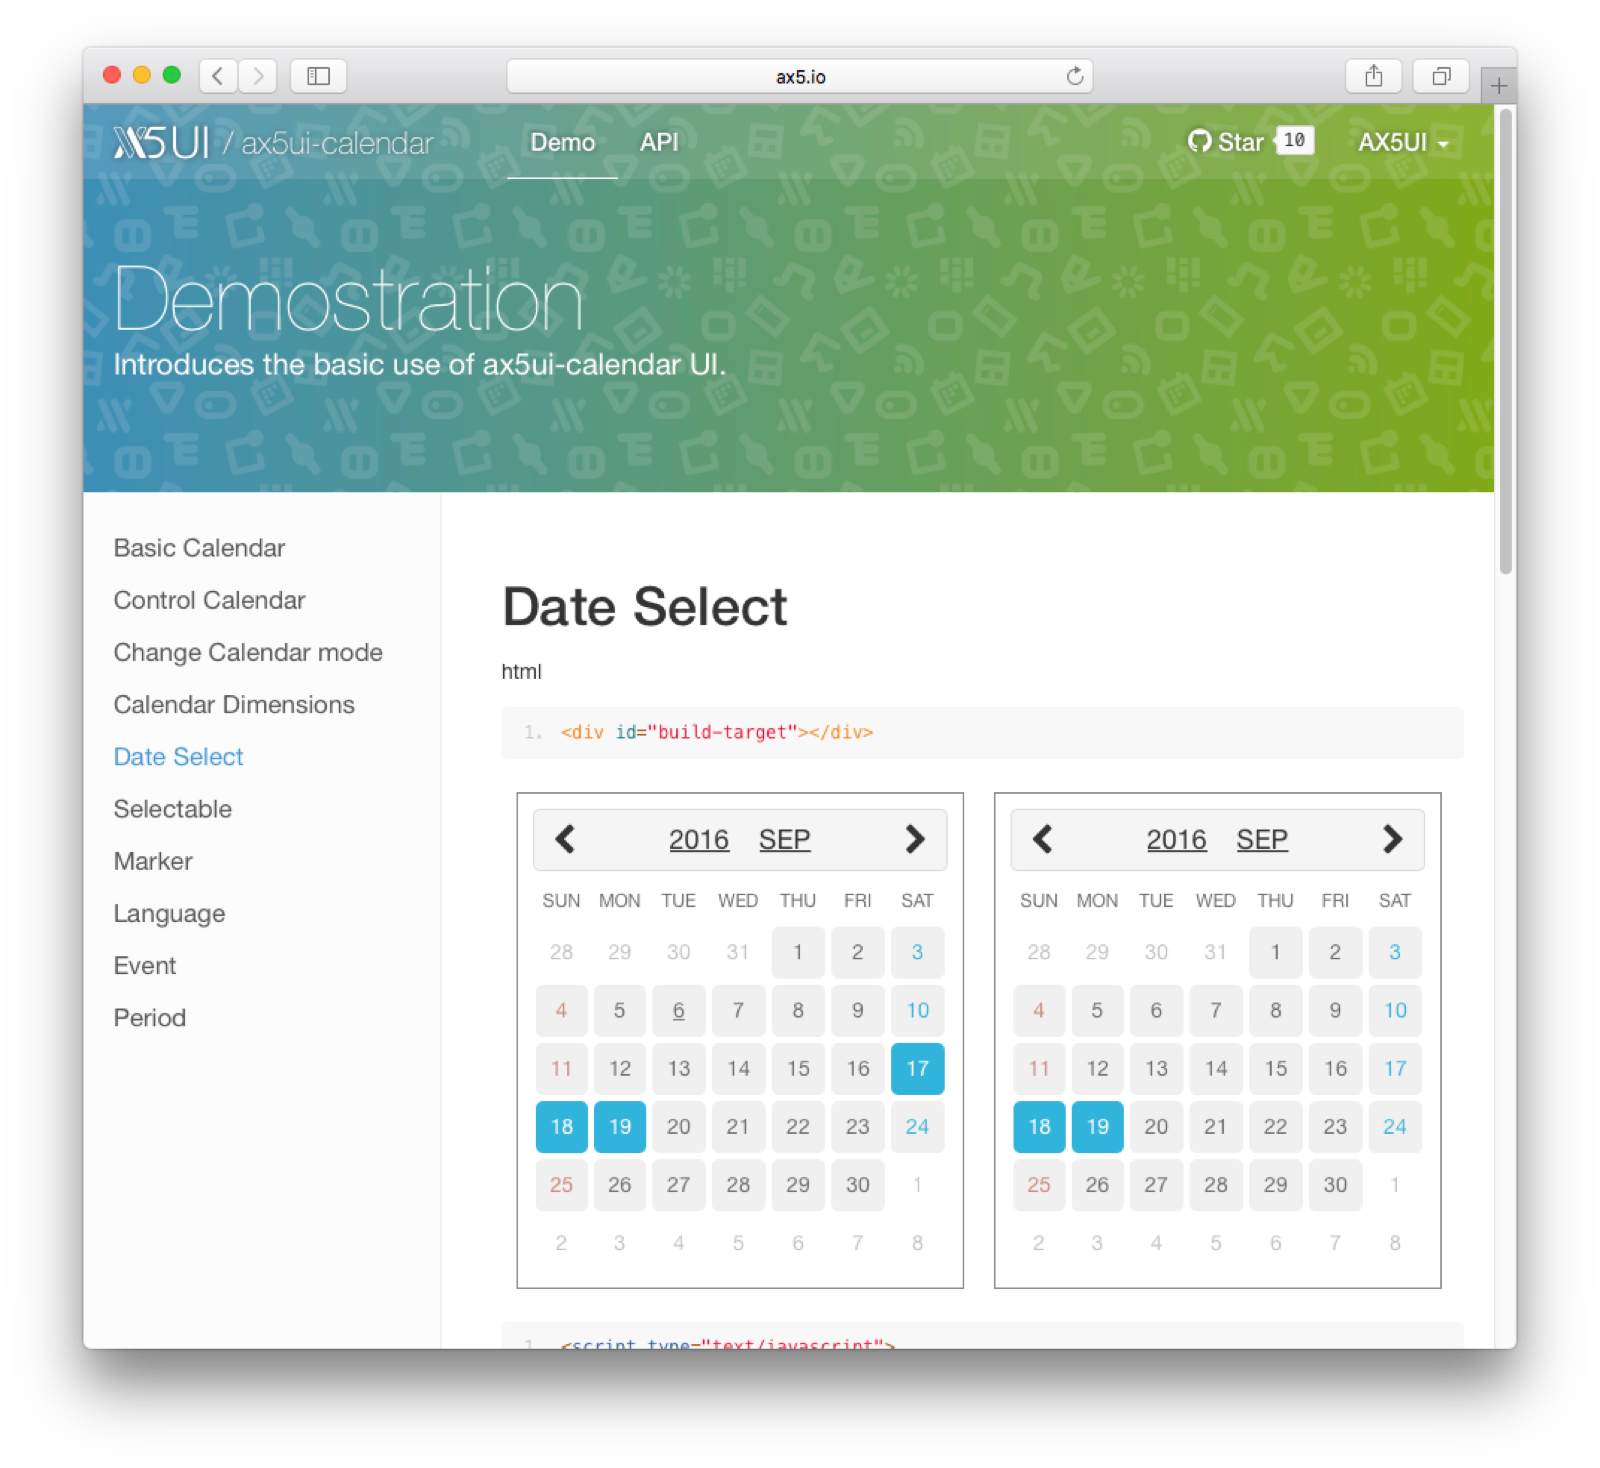 ax5.io
AX5UI / ax5ui-calendar Demo API Star 10 AX5UI
Demostration
Introduces the basic use of ax5ui-calendar UI.
Basic Calendar
Control Calendar
Change Calendar mode
Calendar Dimensions
Date Select
Selectable
Marker
Language
Event
Period
Date Select
html
1. <div id="build-target"></div>
2016 SEP
SUN MON TUE WED THU FRI SAT
28 29 30 31 1 2 3
4 5 6 7 8 9 10
11 12 13 14 15 16 17
18 19 20 21 22 23 24
25 26 27 28 29 30 1
2 3 4 5 6 7 8
2016 SEP
SUN MON TUE WED THU FRI SAT
28 29 30 31 1 2 3
4 5 6 7 8 9 10
11 12 13 14 15 16 17
18 19 20 21 22 23 24
25 26 27 28 29 30 1
2 3 4 5 6 7 8
1. <script type="text/javascript">